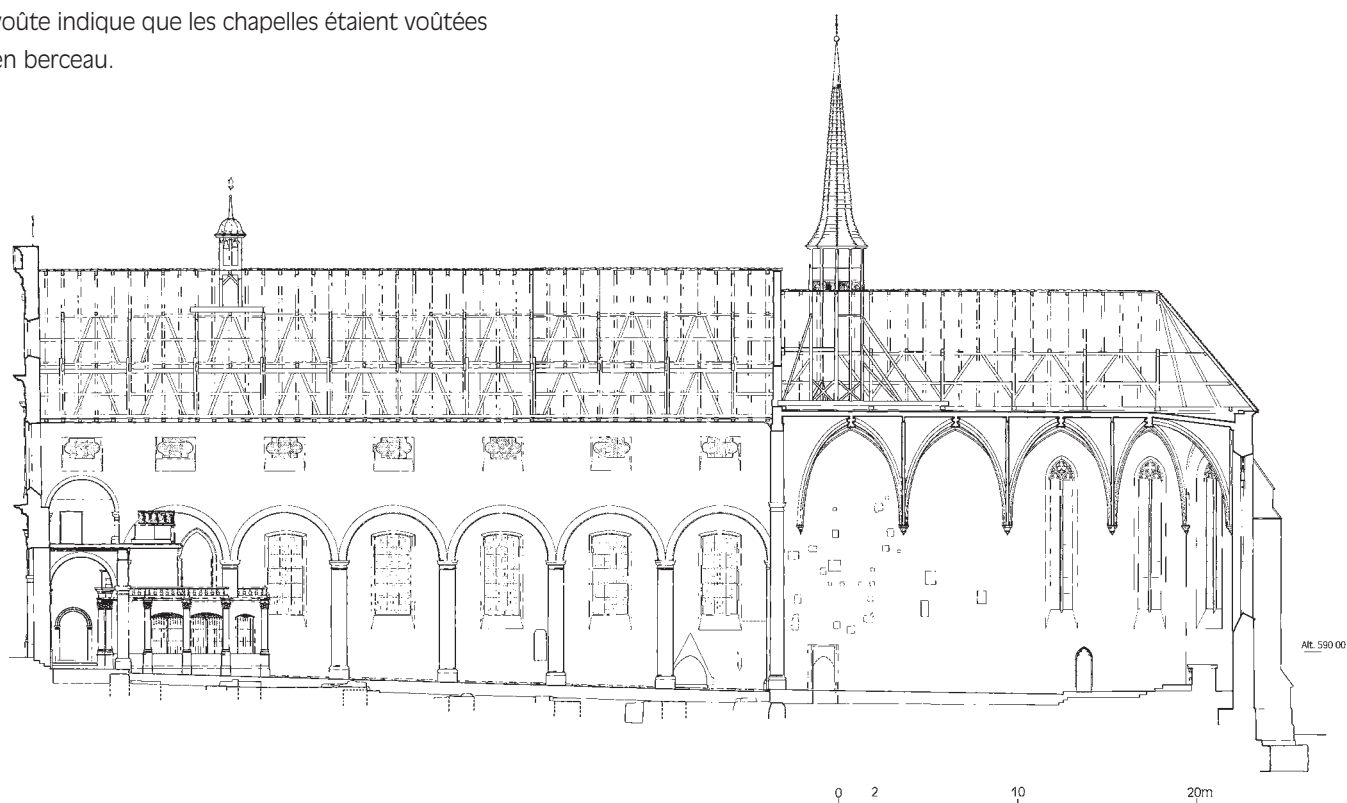 voûte indique que les chapelles étaient voûtées
en berceau.
Alt. 590 00
0 2 10 20m